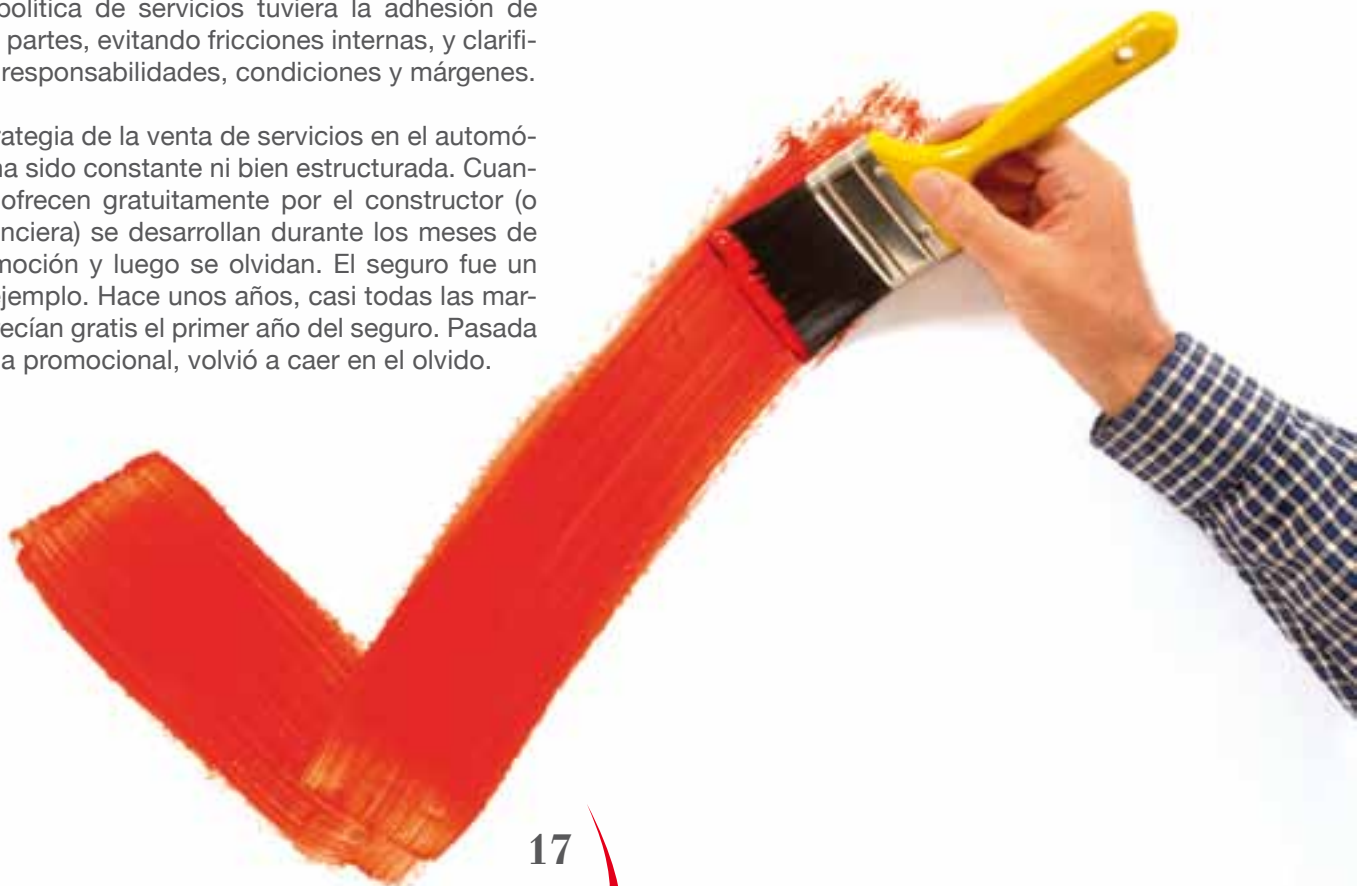 política de servicios tuviera la adhesión de
partes, evitando fricciones internas, y clarifi-
responsabilidades, condiciones y márgenes.
rategia de la venta de servicios en el automó-
ha sido constante ni bien estructurada. Cuan-
ofrecen gratuitamente por el constructor (o
nciera) se desarrollan durante los meses de
moción y luego se olvidan. El seguro fue un
ejemplo. Hace unos años, casi todas las mar-
ecían gratis el primer año del seguro. Pasada
a promocional, volvió a caer en el olvido.
17